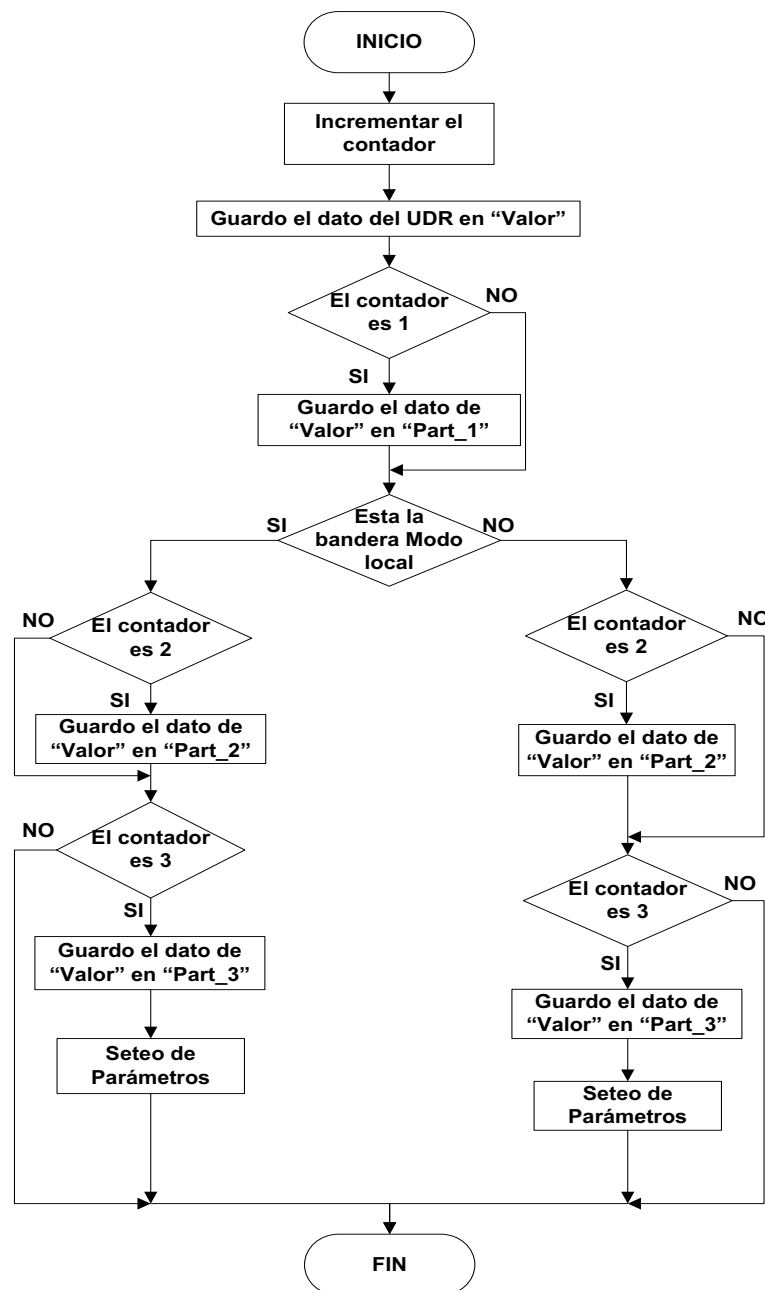 INICIO
Incrementar el
contador
Guardo el dato del UDR en “Valor”
El contador
es 1
NO
SI
Guardo el dato de
“Valor” en “Part_1”
Esta la
bandera Modo
local
SI
NO
El contador
es 2
NO
SI
Guardo el dato de
“Valor” en “Part_2”
El contador
es 3
NO
SI
Guardo el dato de
“Valor” en “Part_3”
Seteo de
Parámetros
El contador
es 2
NO
SI
Guardo el dato de
“Valor” en “Part_2”
El contador
es 3
NO
SI
Guardo el dato de
“Valor” en “Part_3”
Seteo de
Parámetros
FIN